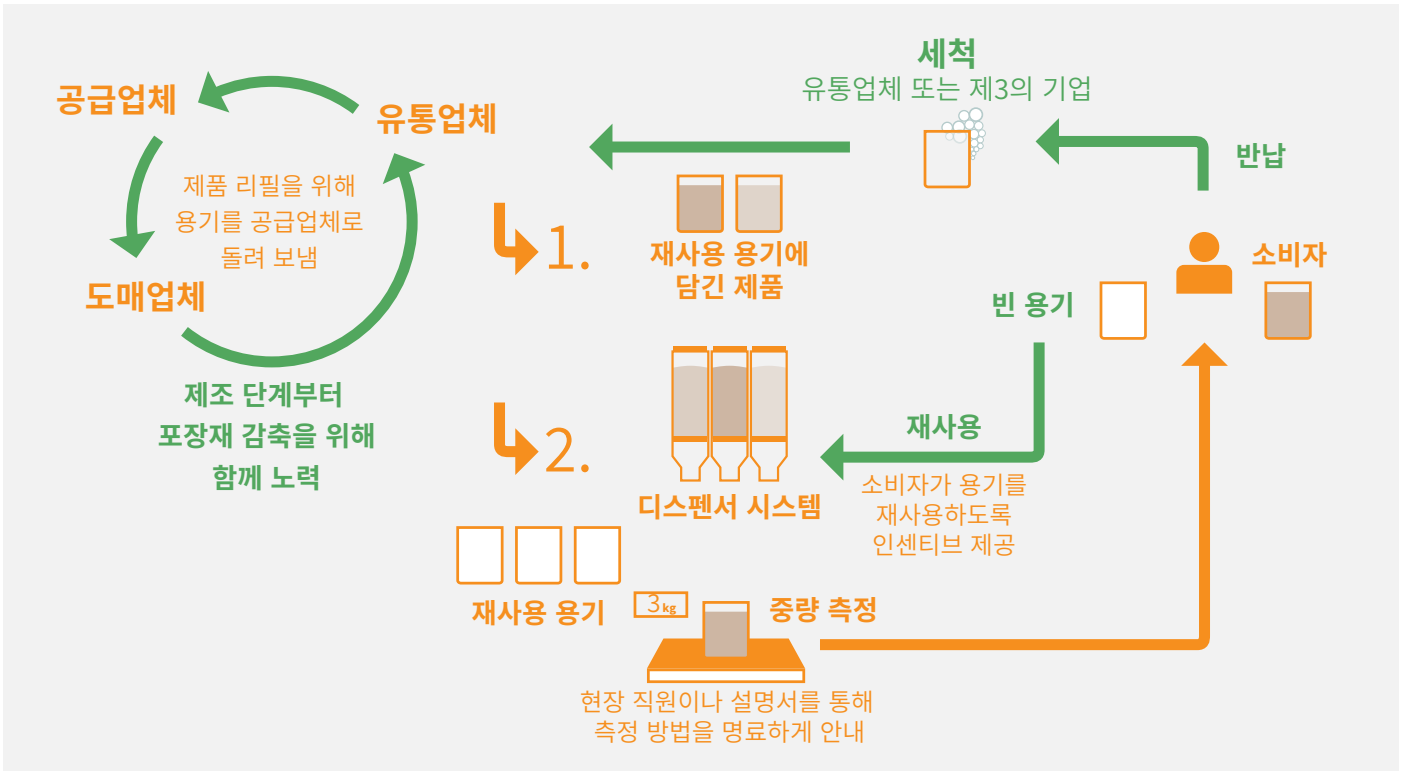 공급업체
유통업체
제품 리필을 위해
용기를 공급업체로
돌려 보냄
도매업체
제조 단계부터
포장재 감축을 위해
함께 노력
세척
유통업체 또는 제3의 기업
반납
1.
재사용 용기에
담긴 제품
소비자
빈 용기
2.
디스펜서 시스템
재사용
소비자가 용기를
재사용하도록
인센티브 제공
재사용 용기
3kg
중량 측정
현장 직원이나 설명서를 통해
측정 방법을 명료하게 안내